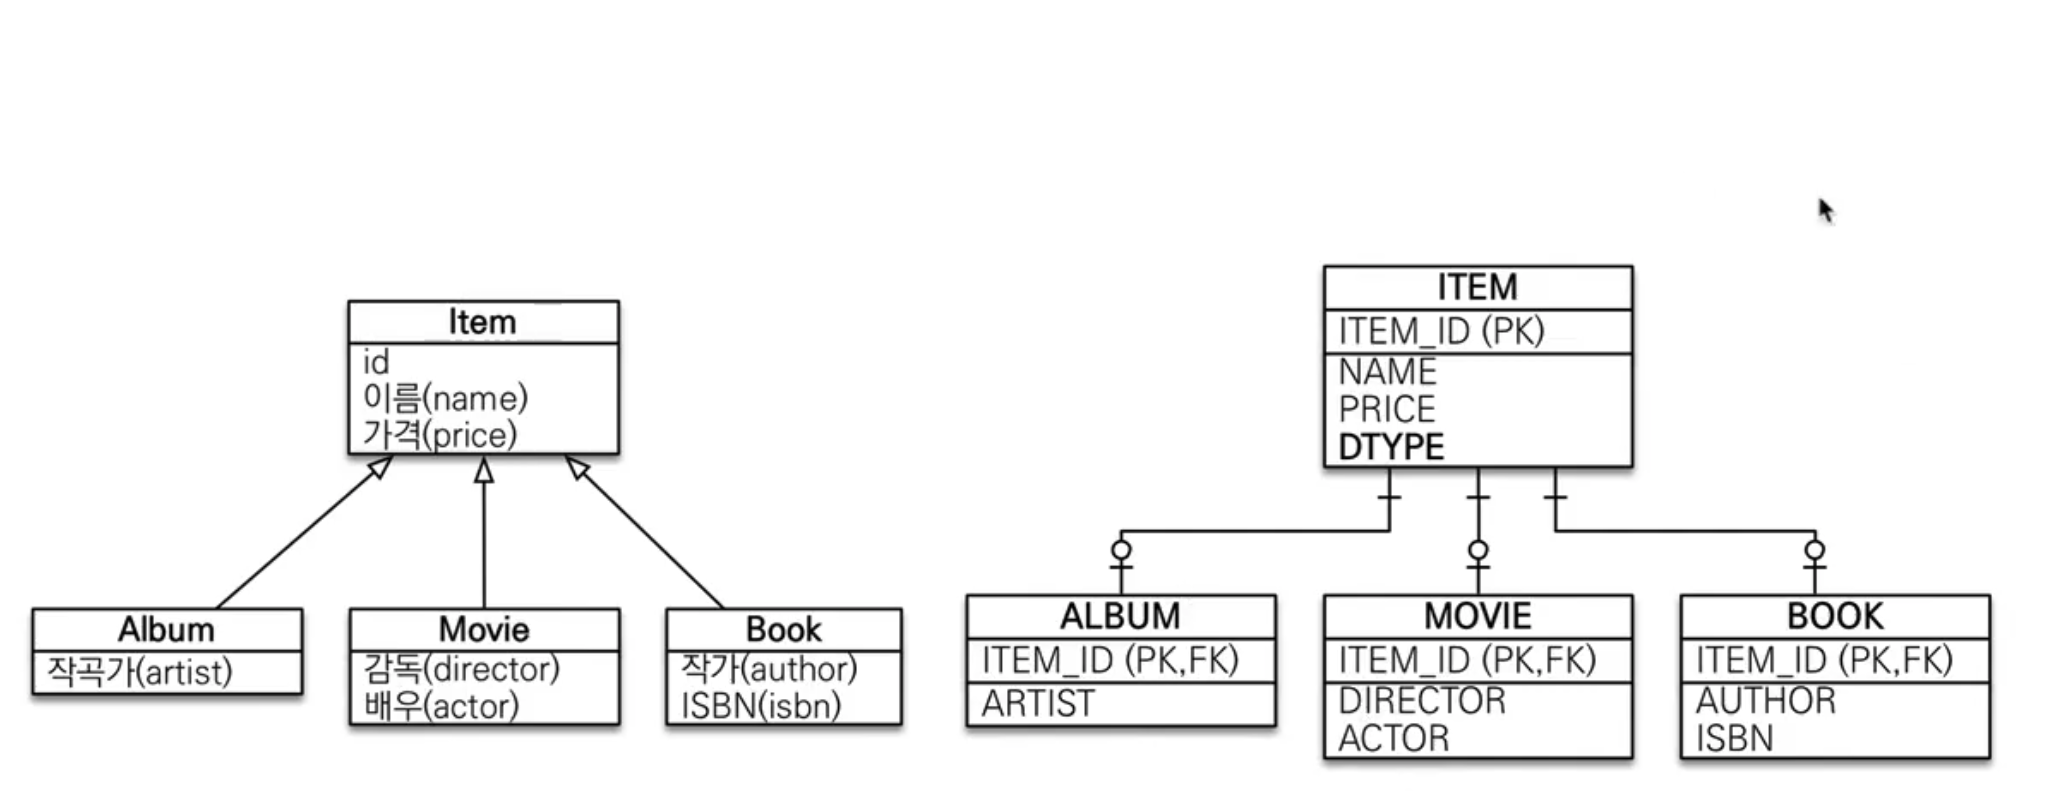 Item
id
이름(name)
가격(price)
Album
작곡가(artist)
Movie
감독(director)
배우(actor)
Book
작가(author)
ISBN(isbn)
ITEM
ITEM_ID (PK)
NAME
PRICE
DTYPE
ALBUM
ITEM_ID (PK,FK)
ARTIST
MOVIE
ITEM_ID (PK,FK)
DIRECTOR
ACTOR
BOOK
ITEM_ID (PK,FK)
AUTHOR
ISBN